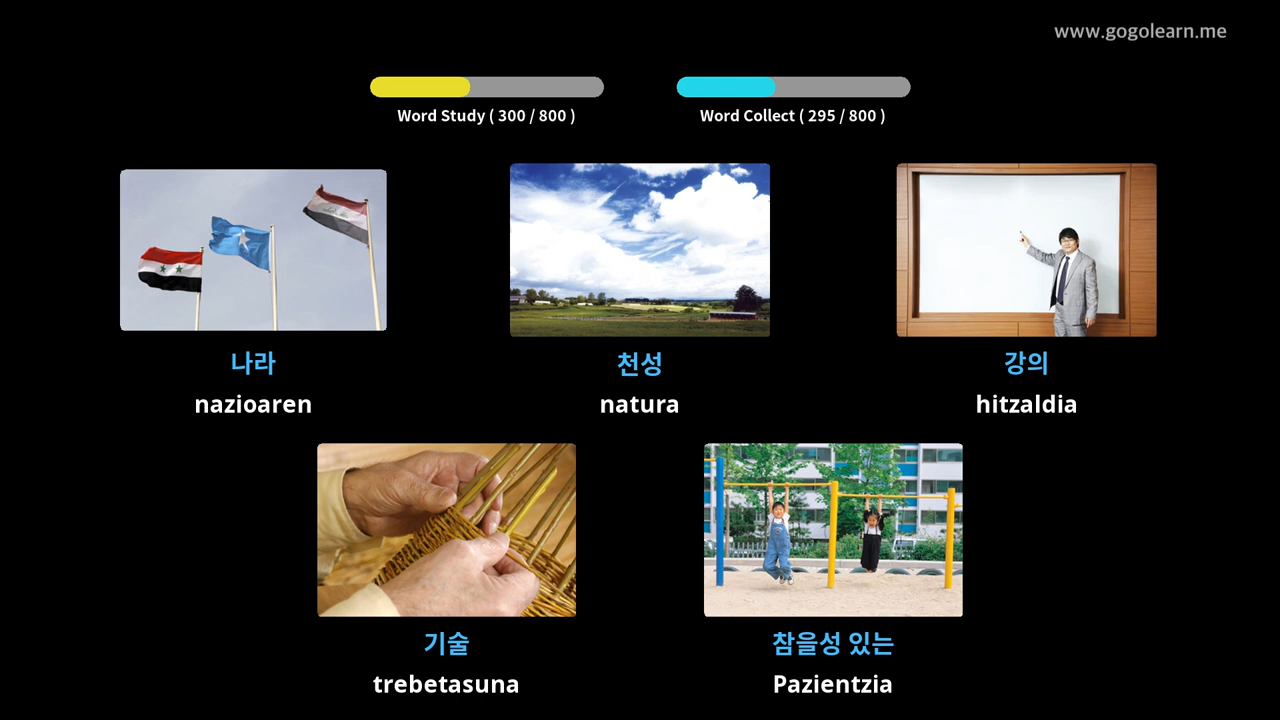 www.gogolearn.me
Word Study ( 300 / 800 )
Word Collect ( 295 / 800 )
나라
nazioaren
천성
natura
강의
hitzaldia
기술
trebetasuna
참을성 있는
Pazientzia